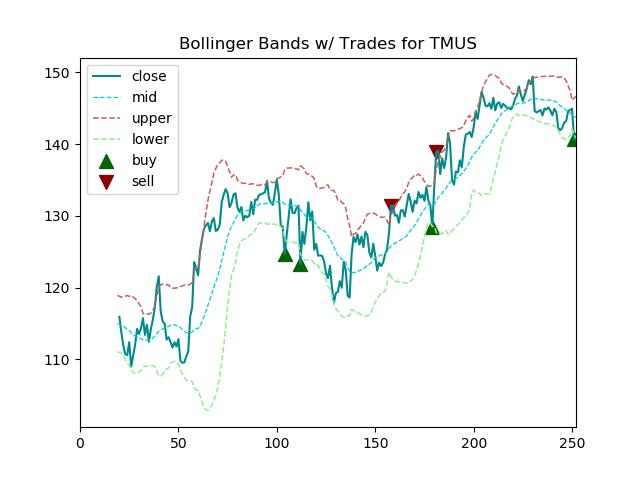 Bollinger Bands w/ Trades for TMUS
close
mid
upper
lower
buy
sell
150
140
130
120
110
0 50 100 150 200 250